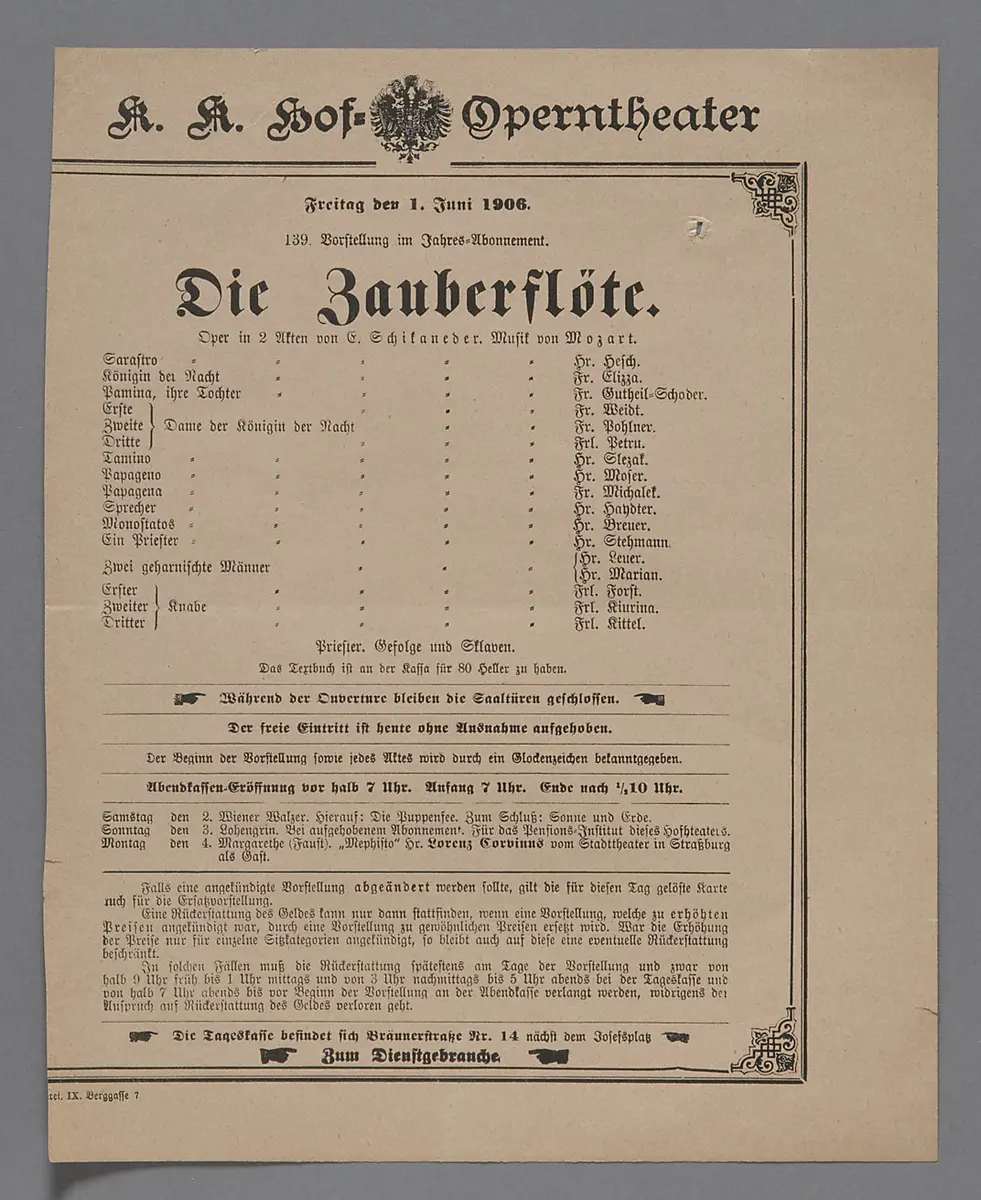 K. K. Hof-Operntheater
Freitag den 1. Juni 1906.
139. Vorstellung im Jahres-Abonnement.
Die Zauberflöte.
Oper in 2 Akten von E. Schikaneder. Musik von Mozart.
Sarastro Hr. Hesch.
Königin der Nacht Fr. Elizza.
Pamina, ihre Tochter Fr. Gutheil-Schoder.
Erste Fr. Weidt.
Zweite } Dame der Königin der Nacht Fr. Pohlner.
Dritte Frl. Petru.
Tamino Hr. Slezak.
Papageno Hr. Moser.
Papagena Fr. Michalek.
Sprecher Hr. Haydter.
Monostatos Hr. Breuer.
Ein Priester Hr. Stehmann.
Zwei geharnischte Männer { Hr. Leuer.
Hr. Marian.
Erster Frl. Forst.
Zweiter } Knabe Frl. Kiurina.
Dritter Frl. Kittel.
Priester. Gefolge und Sklaven.
Das Textbuch ist an der Kassa für 80 Heller zu haben.
Während der Ouverture bleiben die Saaltüren geschlossen.
Der freie Eintritt ist heute ohne Ausnahme aufgehoben.
Der Beginn der Vorstellung sowie jedes Aktes wird durch ein Glockenzeichen bekanntgegeben.
Abendkassen-Eröffnung vor halb 7 Uhr. Anfang 7 Uhr. Ende nach 1/210 Uhr.
Samstag den 2. Wiener Walzer. Hierauf: Die Puppenfee. Zum Schluß: Sonne und Erde.
Sonntag den 3. Lohengrin. Bei aufgehobenem Abonnement. Für das Pensions-Institut dieses Hoftheaters.
Montag den 4. Margarethe (Faust). „Mephisto“ Hr. Lorenz Corvinus vom Stadttheater in Straßburg
als Gast.
Falls eine angekündigte Vorstellung abgeändert werden sollte, gilt die für diesen Tag gelöste Karte
auch für die Ersatzvorstellung.
Eine Rückerstattung des Geldes kann nur dann stattfinden, wenn eine Vorstellung, welche zu erhöhten
Preisen angekündigt war, durch eine Vorstellung zu gewöhnlichen Preisen ersetzt wird. War die Erhöhung
der Preise nur für einzelne Sitzkategorien angekündigt, so bleibt auch auf diese eine eventuelle Rückerstattung
beschränkt.
In solchen Fällen muß die Rückerstattung spätestens am Tage der Vorstellung und zwar von
halb 9 Uhr früh bis 1 Uhr mittags und von 3 Uhr nachmittags bis 5 Uhr abends bei der Tageskasse und
von halb 7 Uhr abends bis vor Beginn der Vorstellung an der Abendkasse verlangt werden, widrigens der
Anspruch auf Rückerstattung des Geldes verloren geht.
Die Tageskasse befindet sich Bräunerstraße Nr. 14 nächst dem Josefsplatz
Zum Dienstgebrauche.
rei, IX. Berggasse 7